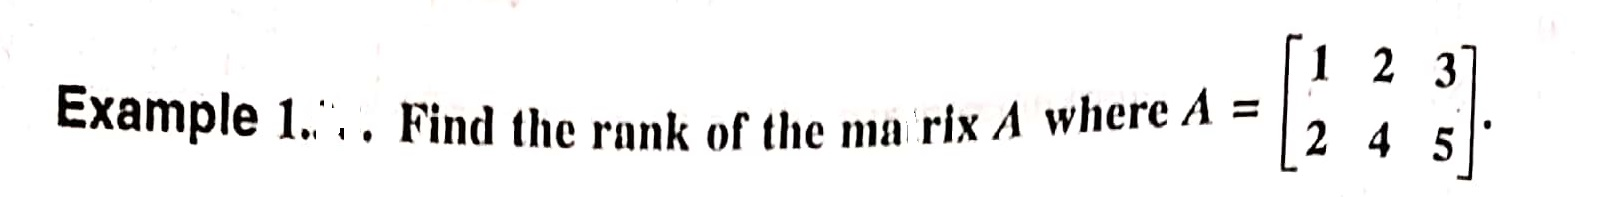 Example 1... Find the rank of the ma rix A where A = [1 2 3
2 4 5].